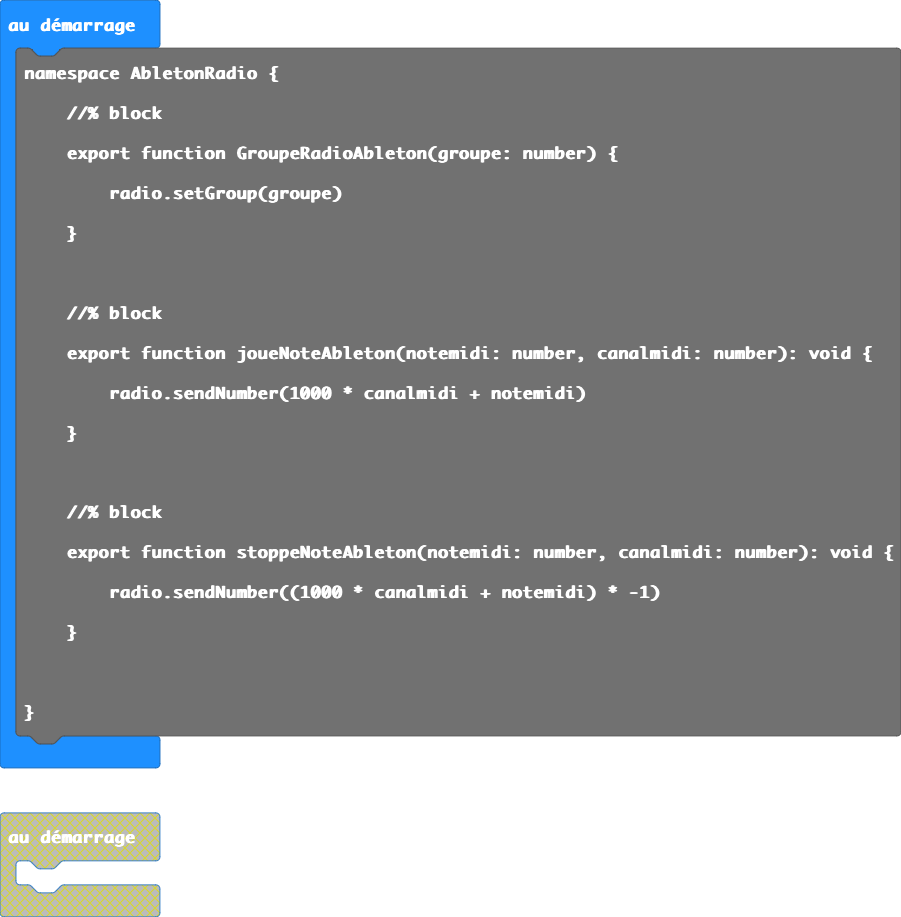 au démarrage
namespace AbletonRadio {
//% block
export function GroupeRadioAbleton(groupe: number) {
radio.setGroup(groupe)
}
//% block
export function joueNoteAbleton(notemidi: number, canalmidi: number): void {
radio.sendNumber(1000 * canalmidi + notemidi)
}
//% block
export function stoppeNoteAbleton(notemidi: number, canalmidi: number): void {
radio.sendNumber((1000 * canalmidi + notemidi) * -1)
}
}
au démarrage